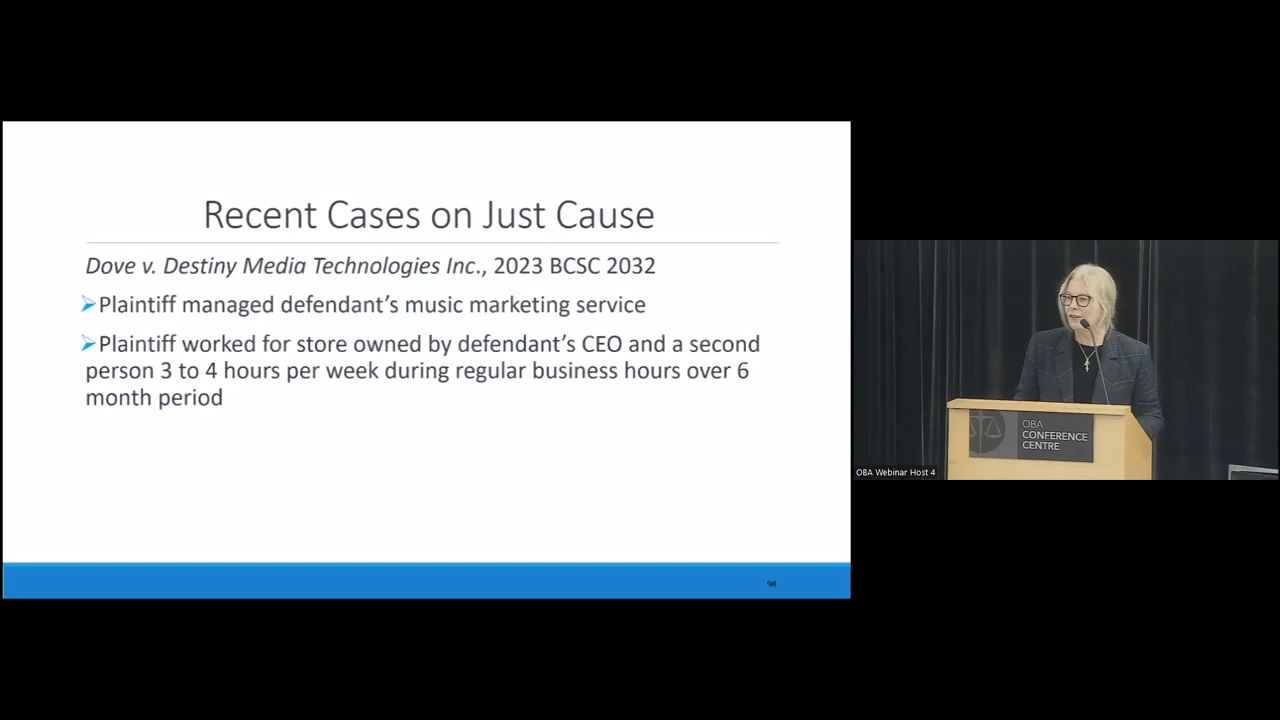 Recent Cases on Just Cause
Dove v. Destiny Media Technologies Inc., 2023 BCSC 2032
Plaintiff managed defendant's music marketing service
Plaintiff worked for store owned by defendant's CEO and a second
person 3 to 4 hours per week during regular business hours over 6
month period
OBA
CONFERENCE
CENTRE
OBA Webinar Host 4